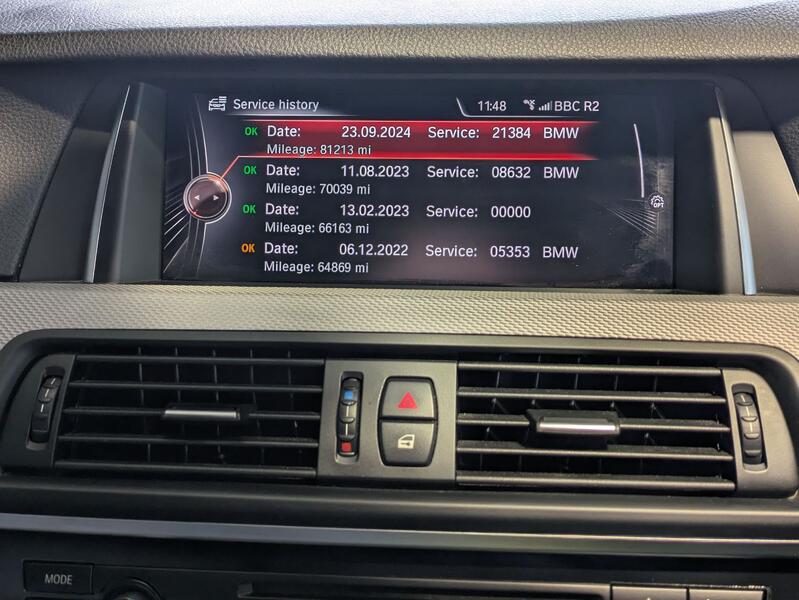 Service history 11:48 BBC R2
OK Date: 23.09.2024 Service: 21384 BMW
Mileage: 81213 mi
OK Date: 11.08.2023 Service: 08632 BMW
Mileage: 70039 mi
OK Date: 13.02.2023 Service: 00000
Mileage: 66163 mi
OK Date: 06.12.2022 Service: 05353 BMW
Mileage: 64869 mi
OPT
MODE